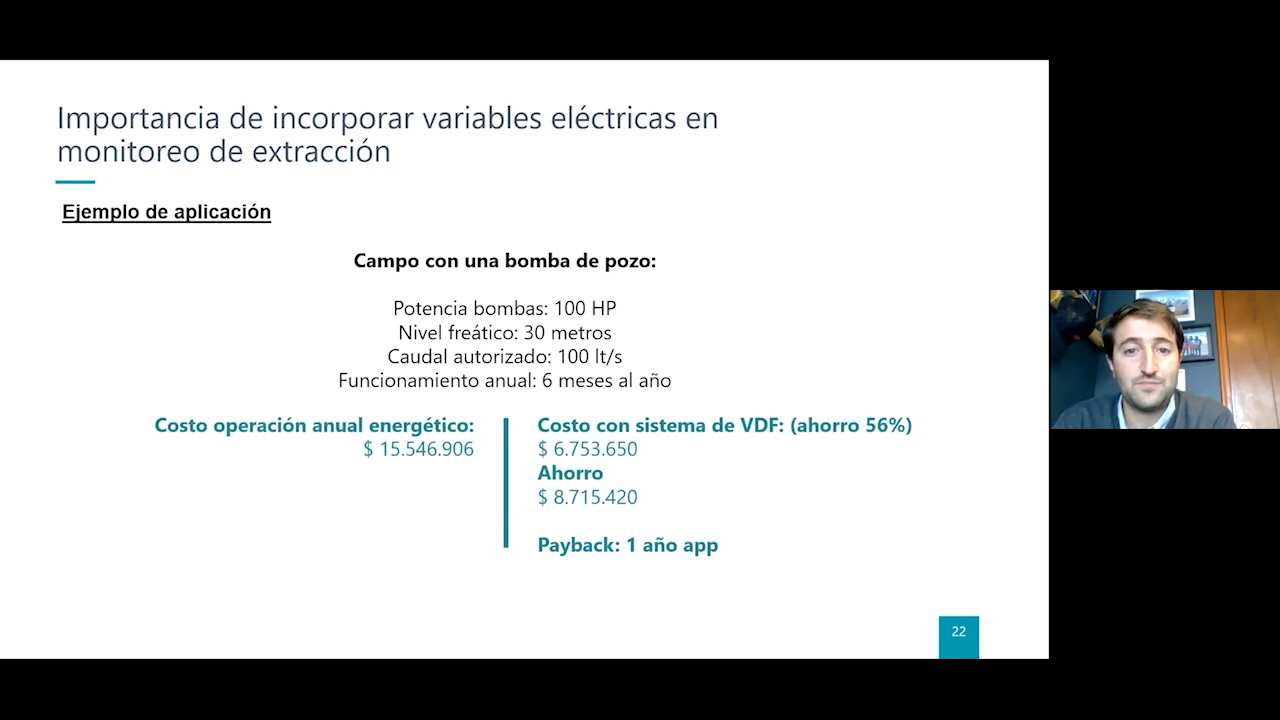 Importancia de incorporar variables eléctricas en
monitoreo de extracción
Ejemplo de aplicación
Campo con una bomba de pozo:
Potencia bombas: 100 HP
Nivel freático: 30 metros
Caudal autorizado: 100 lt/s
Funcionamiento anual: 6 meses al año
Costo operación anual energético:
$ 15.546.906
Costo con sistema de VDF: (ahorro 56%)
$ 6.753.650
Ahorro
$ 8.715.420
Payback: 1 año app
22